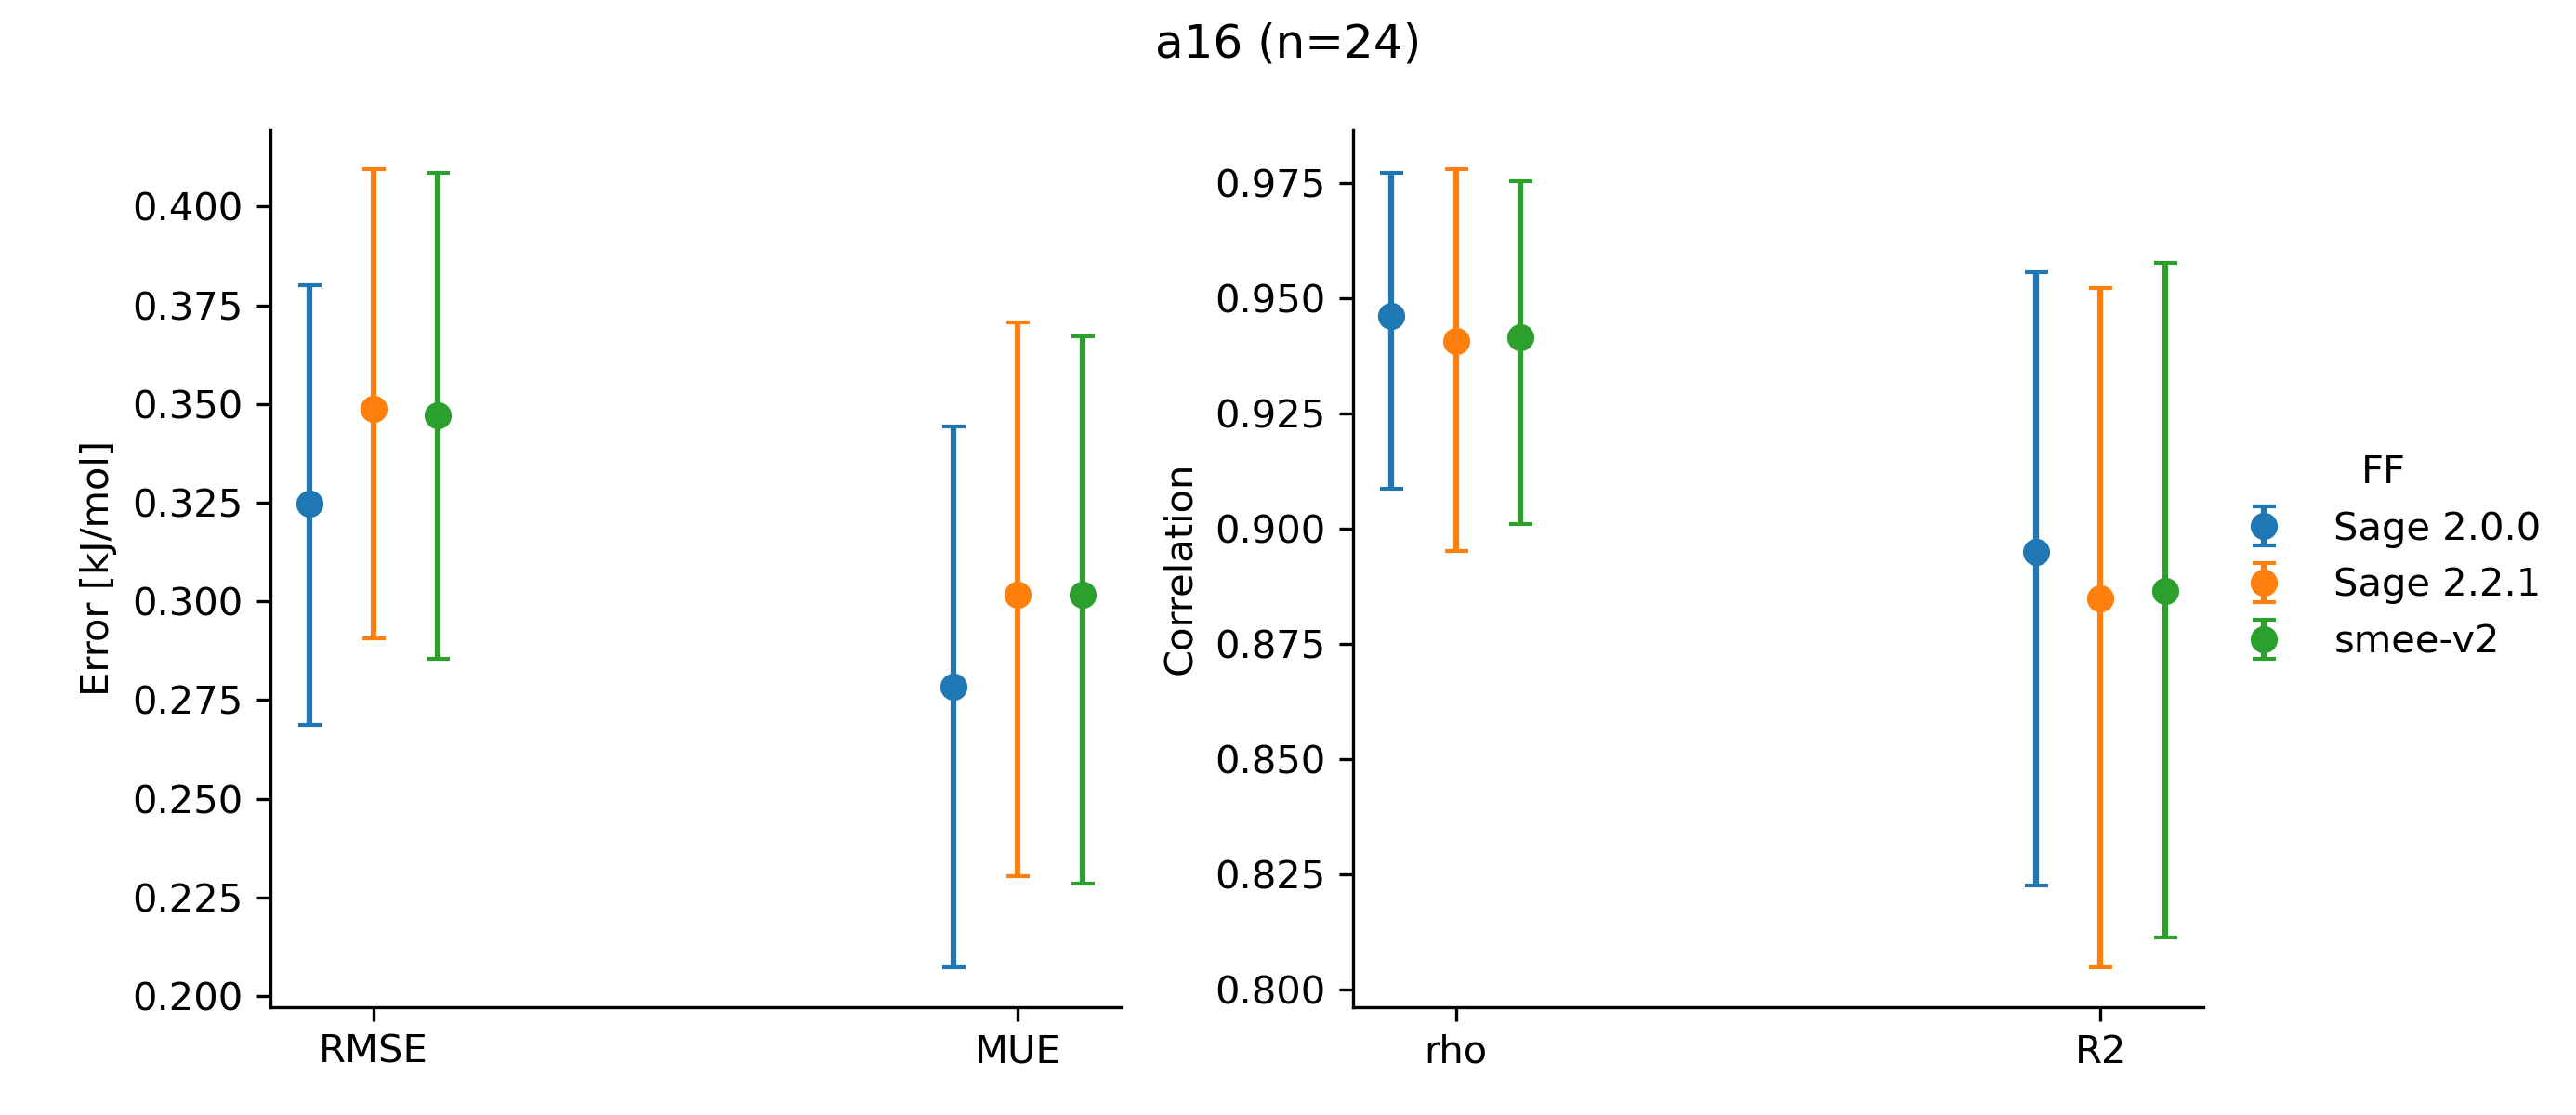 a16 (n=24)
Error [kJ/mol]
0.400
0.375
0.350
0.325
0.300
0.275
0.250
0.225
0.200
RMSE
MUE
Correlation
0.975
0.950
0.925
0.900
0.875
0.850
0.825
0.800
rho
R2
FF
Sage 2.0.0
Sage 2.2.1
smee-v2